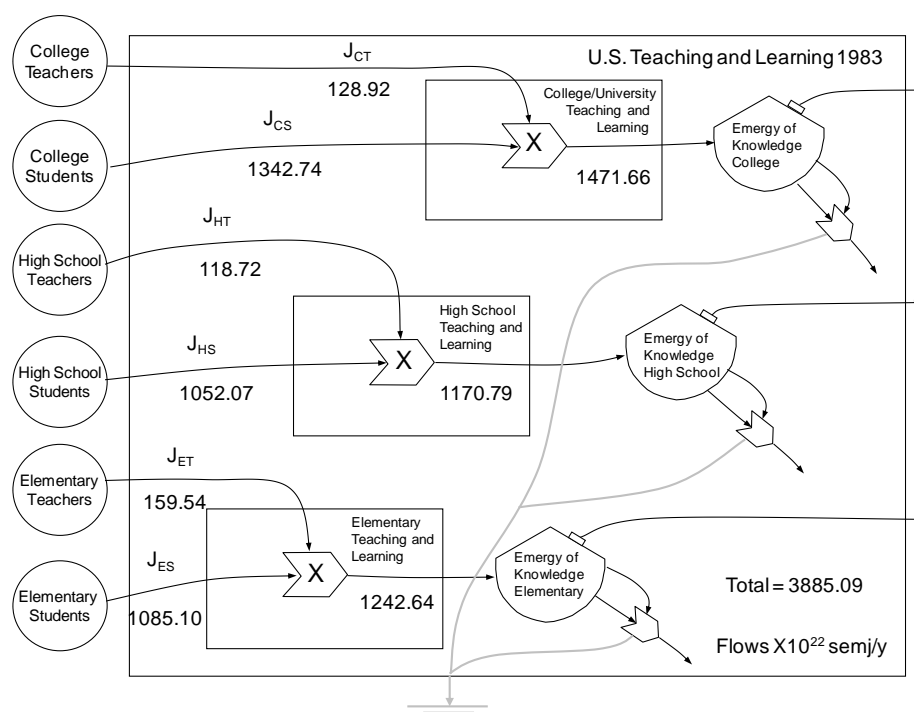 College
Teachers
J_CT
128.92
U.S. Teaching and Learning 1983
College/University
Teaching and
Learning
College
Students
J_CS
1342.74
X
1471.66
Emergy of
Knowledge
College
High School
Teachers
J_HT
118.72
High School
Teaching and
Learning
High School
Students
J_HS
1052.07
X
1170.79
Emergy of
Knowledge
High School
Elementary
Teachers
J_ET
159.54
Elementary
Teaching and
Learning
Elementary
Students
J_ES
1085.10
X
1242.64
Emergy of
Knowledge
Elementary
Total = 3885.09
Flows X10²² semj/y